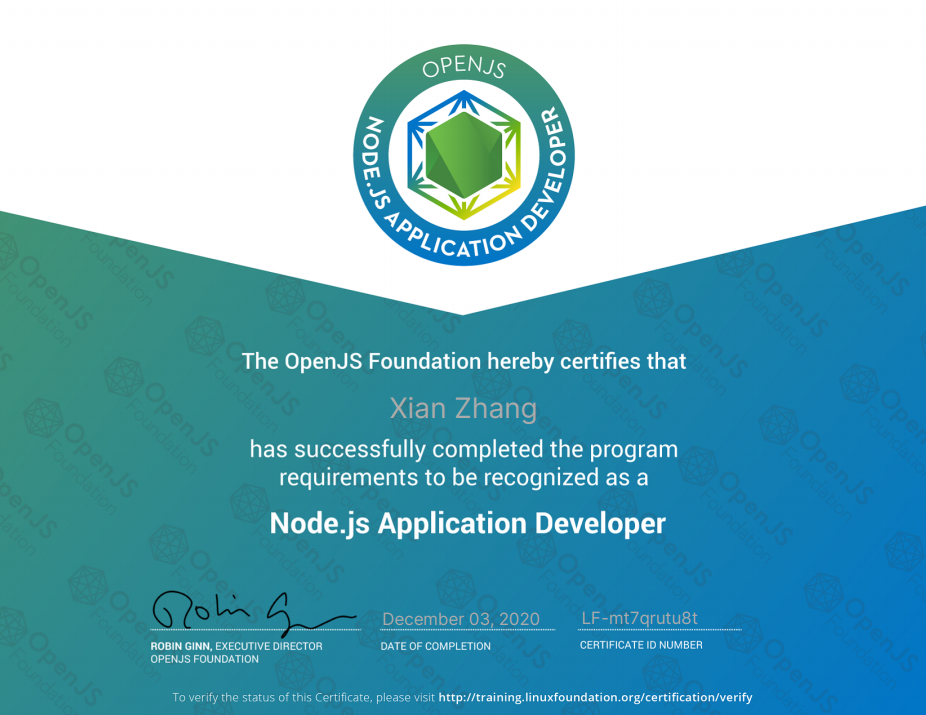 OPENJS
NODE.JS APPLICATION DEVELOPER
The OpenJS Foundation hereby certifies that
Xian Zhang
has successfully completed the program
requirements to be recognized as a
Node.js Application Developer
Robin G
December 03, 2020
LF-mt7qrutu8t
ROBIN GINN, EXECUTIVE DIRECTOR
OPENJS FOUNDATION
DATE OF COMPLETION
CERTIFICATE ID NUMBER
To verify the status of this Certificate, please visit http://training.linuxfoundation.org/certification/verify
OpenJS
Foundation